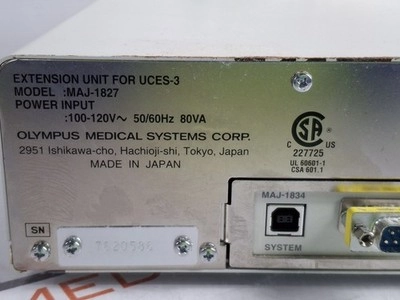 EXTENSION UNIT FOR UCES-3
MODEL :MAJ-1827
POWER INPUT
:100-120V～ 50/60Hz 80VA
OLYMPUS MEDICAL SYSTEMS CORP.
2951 Ishikawa-cho, Hachioji-shi, Tokyo, Japan
MADE IN JAPAN
CSA
C US
227725
UL 60601-1
CSA 601.1
MAJ-1834
SYSTEM
SN